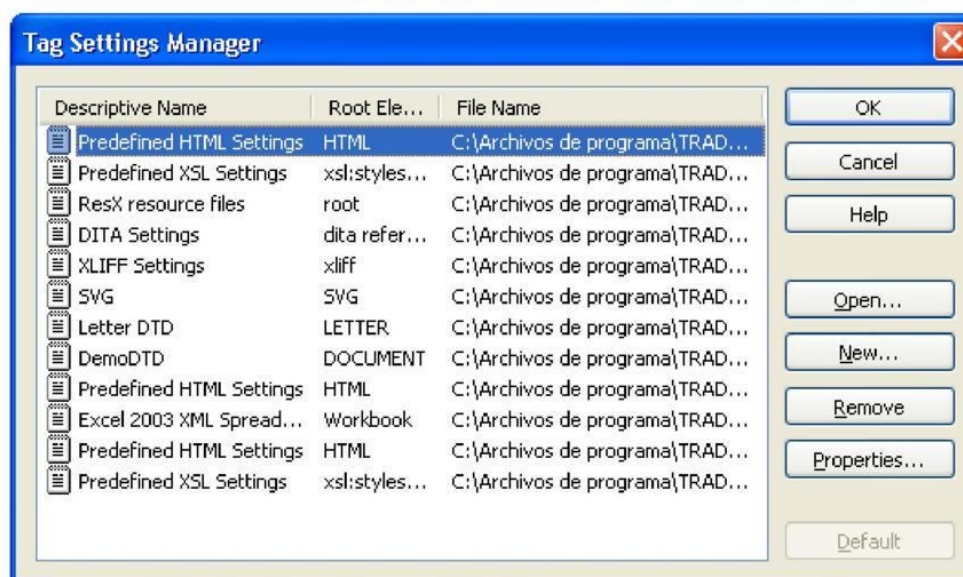 Tag Settings Manager
Descriptive Name Root Ele... File Name
Predefined HTML Settings HTML C:\Archivos de programa\TRAD...
Predefined XSL Settings xsl:styles... C:\Archivos de programa\TRAD...
ResX resource files root C:\Archivos de programa\TRAD...
DITA Settings dita refer... C:\Archivos de programa\TRAD...
XLIFF Settings xliff C:\Archivos de programa\TRAD...
SVG SVG C:\Archivos de programa\TRAD...
Letter DTD LETTER C:\Archivos de programa\TRAD...
DemoDTD DOCUMENT C:\Archivos de programa\TRAD...
Predefined HTML Settings HTML C:\Archivos de programa\TRAD...
Excel 2003 XML Spread... Workbook C:\Archivos de programa\TRAD...
Predefined HTML Settings HTML C:\Archivos de programa\TRAD...
Predefined XSL Settings xsl:styles... C:\Archivos de programa\TRAD...
OK
Cancel
Help
Open...
New...
Remove
Properties...
Default